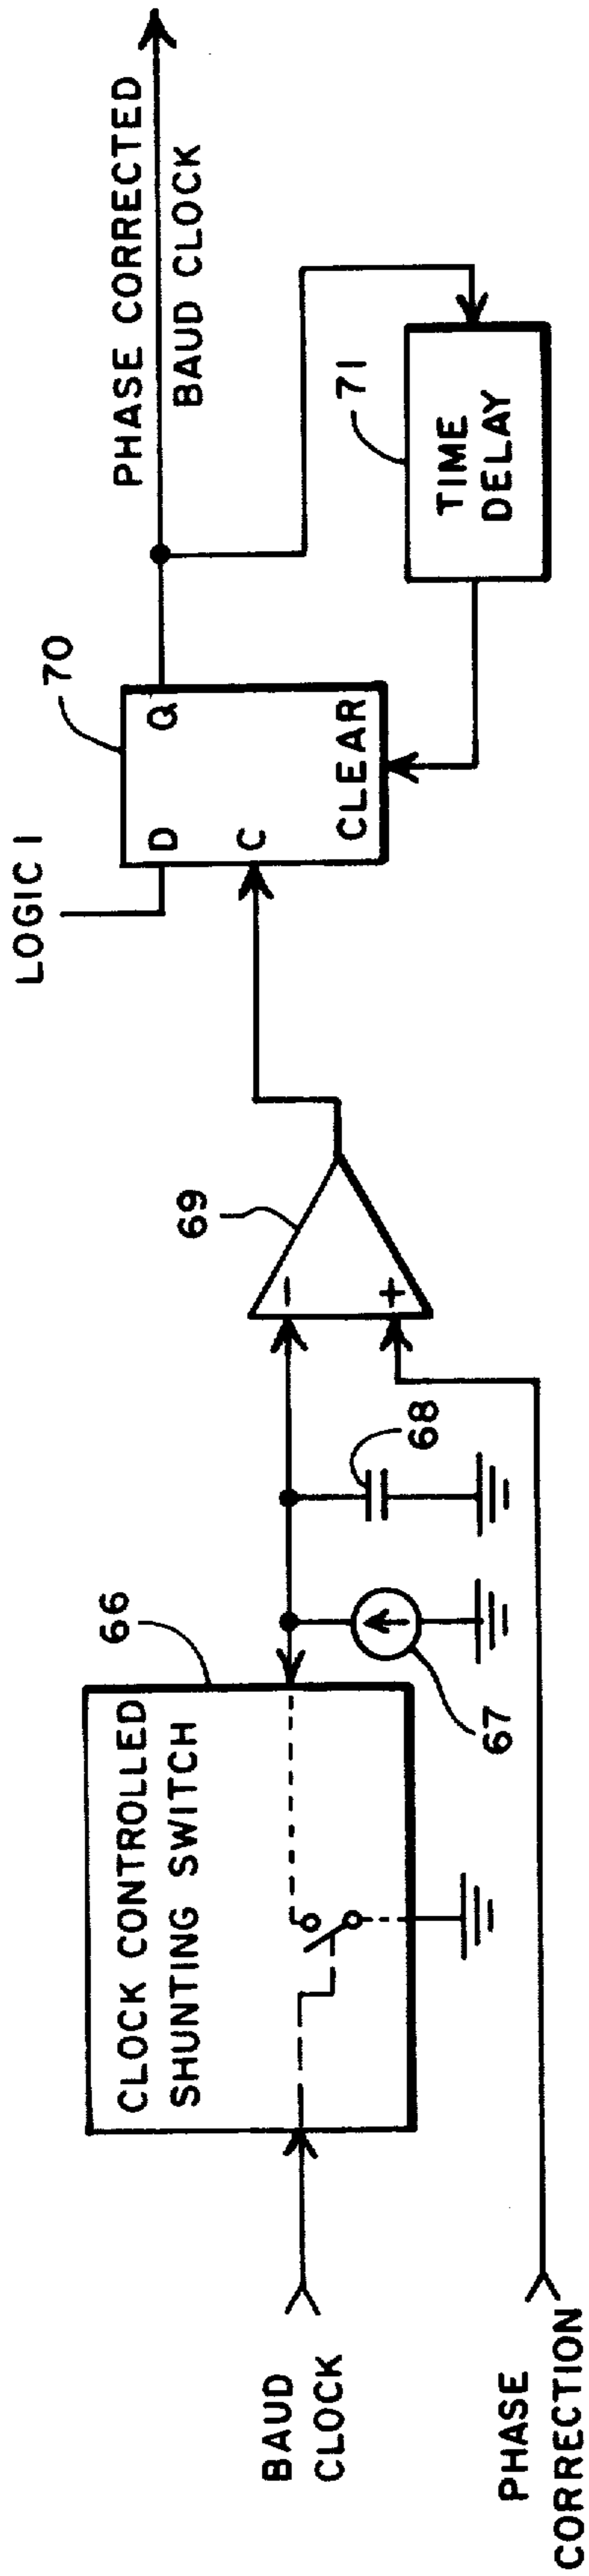 BAUD
CLOCK
PHASE
CORRECTION
CLOCK CONTROLLED
SHUNTING SWITCH
66
67
68
69
−
+
LOGIC 1
70
D
Q
C
CLEAR
71
TIME
DELAY
PHASE CORRECTED
BAUD CLOCK